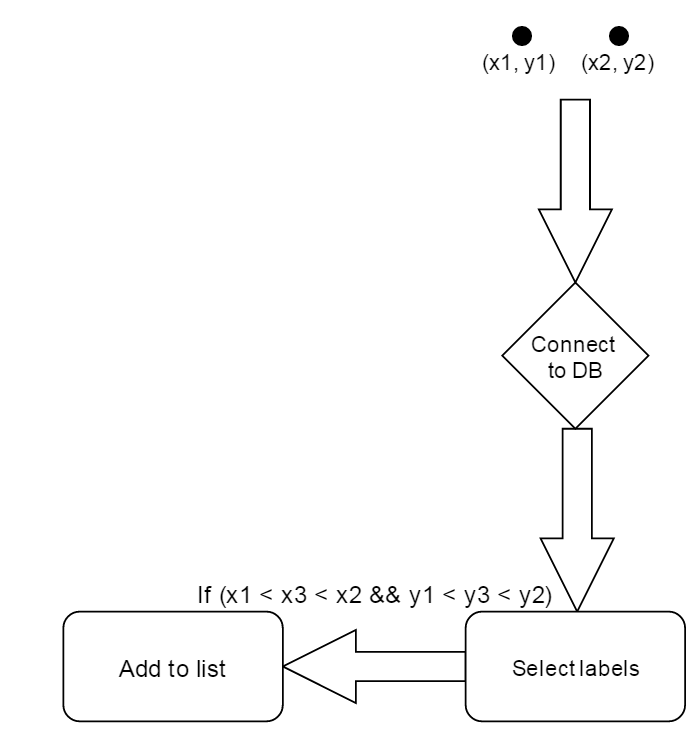 (x1, y1) (x2, y2)
Connect
to DB
If (x1 < x3 < x2 && y1 < y3 < y2)
Add to list
Select labels